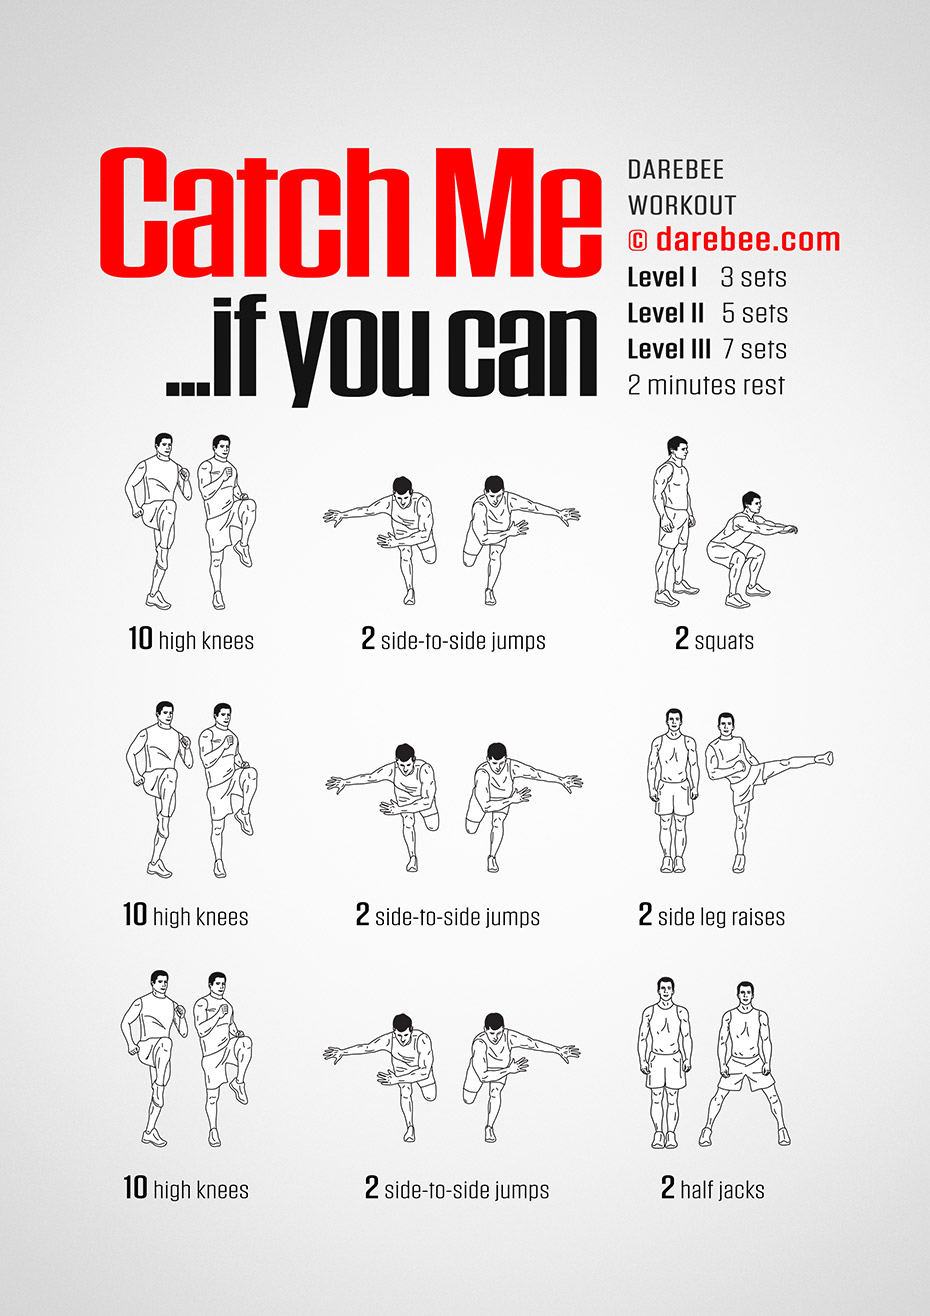 Catch Me
...if you can
DAREBEE
WORKOUT
© darebee.com
Level I 3 sets
Level II 5 sets
Level III 7 sets
2 minutes rest
10 high knees
2 side-to-side jumps
2 squats
10 high knees
2 side-to-side jumps
2 side leg raises
10 high knees
2 side-to-side jumps
2 half jacks